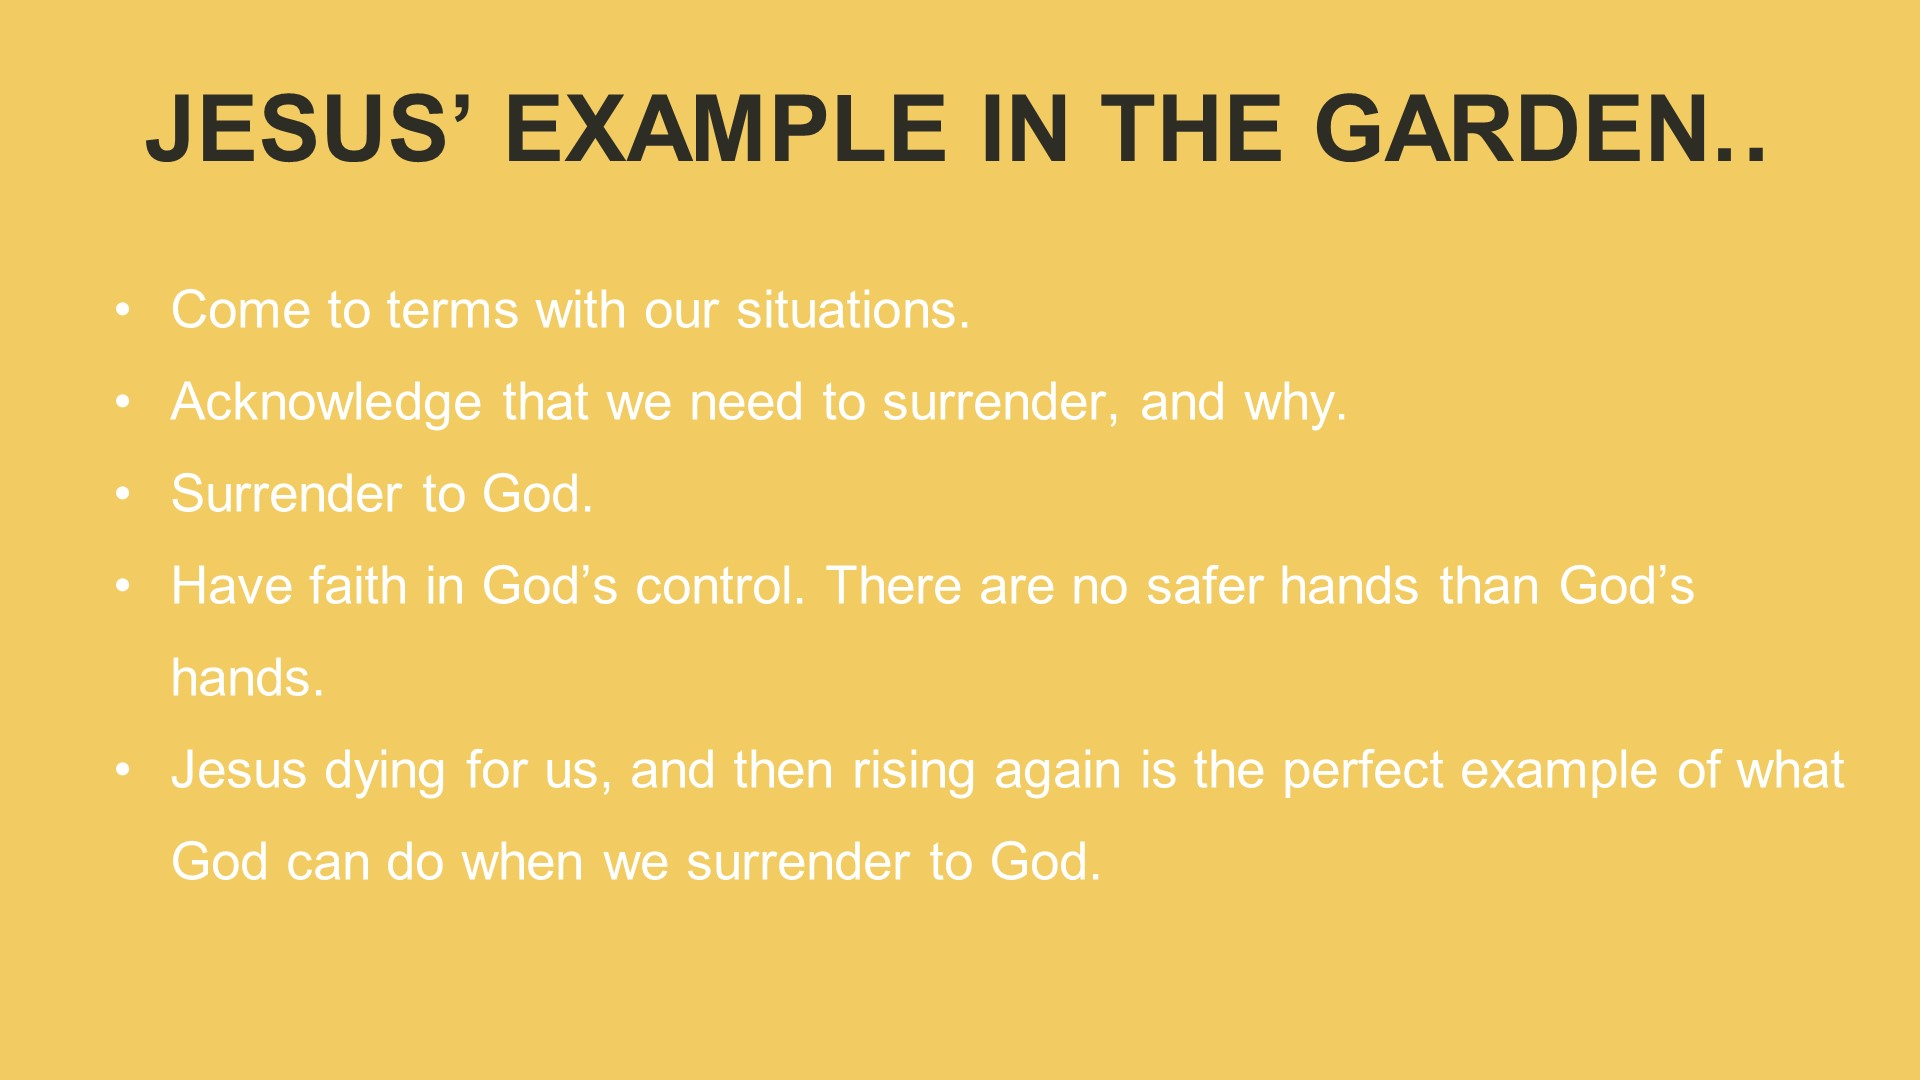 JESUS’ EXAMPLE IN THE GARDEN..
• Come to terms with our situations.
• Acknowledge that we need to surrender, and why.
• Surrender to God.
• Have faith in God’s control. There are no safer hands than God’s
hands.
• Jesus dying for us, and then rising again is the perfect example of what
God can do when we surrender to God.